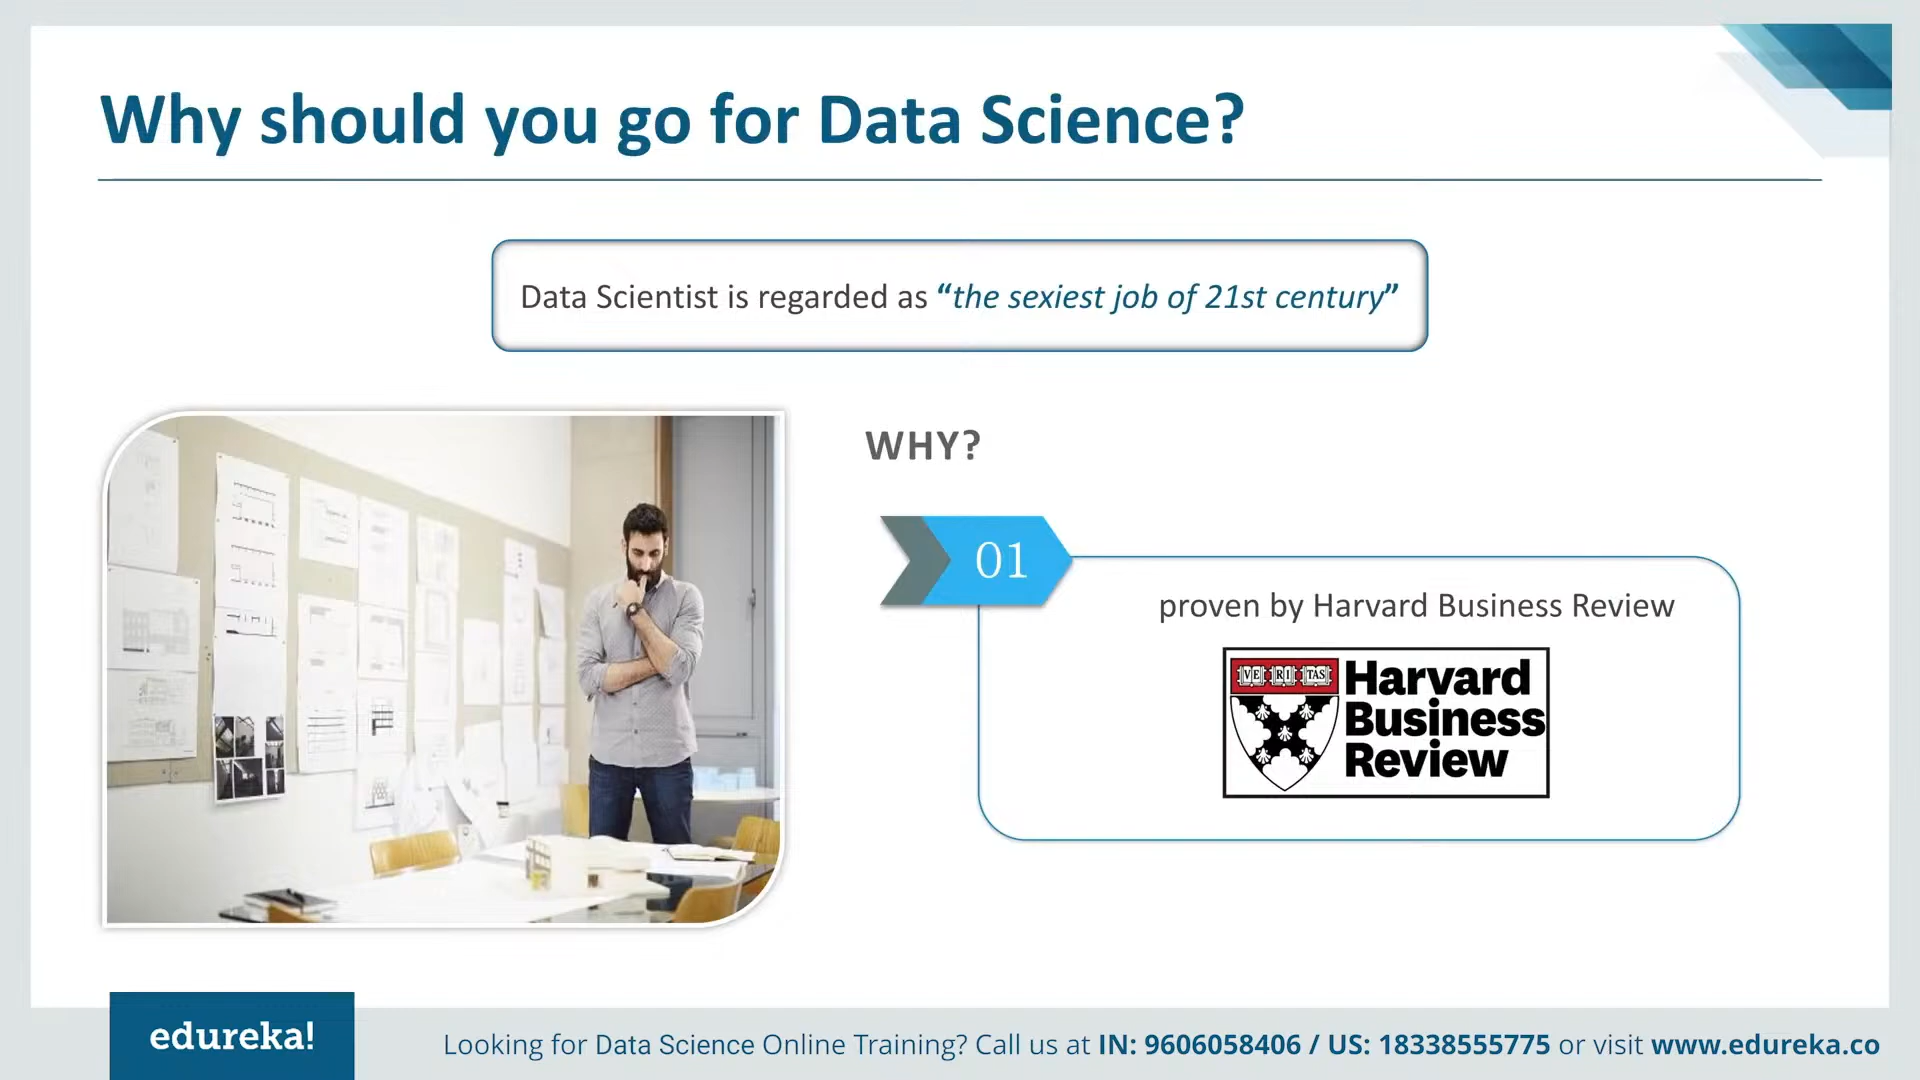 Why should you go for Data Science?
Data Scientist is regarded as “the sexiest job of 21st century”
WHY?
01
proven by Harvard Business Review
VE RI TAS
Harvard
Business
Review
edureka!
Looking for Data Science Online Training? Call us at IN: 9606058406 / US: 18338555775 or visit www.edureka.co